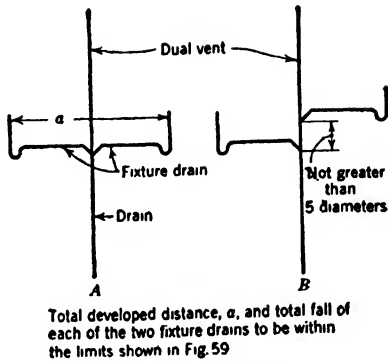 Dual vent
a
Fixture drain
Drain
Not greater
than
5 diameters
A
B
Total developed distance, a, and total fall of
each of the two fixture drains to be within
the limits shown in Fig. 59